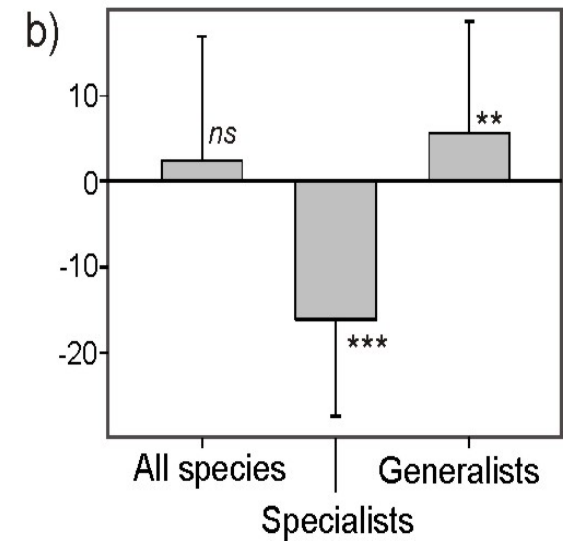 b)
10
ns
**
0
-10
***
-20
All species
Generalists
Specialists